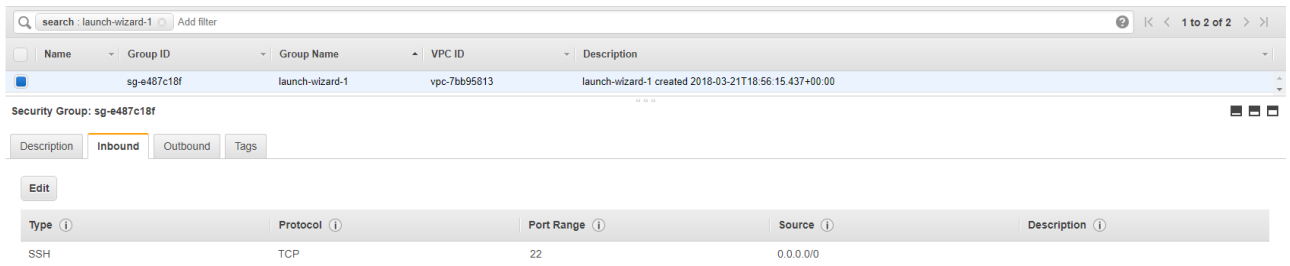 search : launch-wizard-1 Add filter 1 to 2 of 2
Name Group ID Group Name VPC ID Description
sg-e487c18f launch-wizard-1 vpc-7bb95813 launch-wizard-1 created 2018-03-21T18:56:15.437+00:00
Security Group: sg-e487c18f
Description Inbound Outbound Tags
Edit
Type Protocol Port Range Source Description
SSH TCP 22 0.0.0.0/0